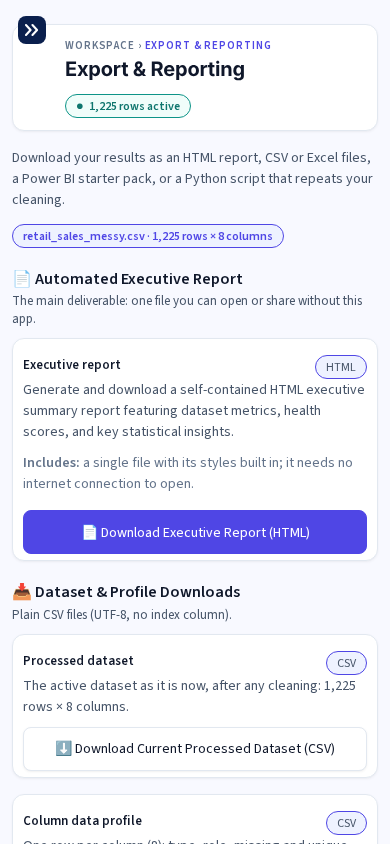 WORKSPACE › EXPORT & REPORTING
Export & Reporting
● 1,225 rows active
Download your results as an HTML report, CSV or Excel files,
a Power BI starter pack, or a Python script that repeats your
cleaning.
retail_sales_messy.csv · 1,225 rows × 8 columns
📄 Automated Executive Report
The main deliverable: one file you can open or share without this
app.
Executive report
HTML
Generate and download a self-contained HTML executive
summary report featuring dataset metrics, health
scores, and key statistical insights.
Includes: a single file with its styles built in; it needs no
internet connection to open.
📄 Download Executive Report (HTML)
📥 Dataset & Profile Downloads
Plain CSV files (UTF-8, no index column).
Processed dataset
CSV
The active dataset as it is now, after any cleaning: 1,225
rows × 8 columns.
⬇️ Download Current Processed Dataset (CSV)
Column data profile
CSV